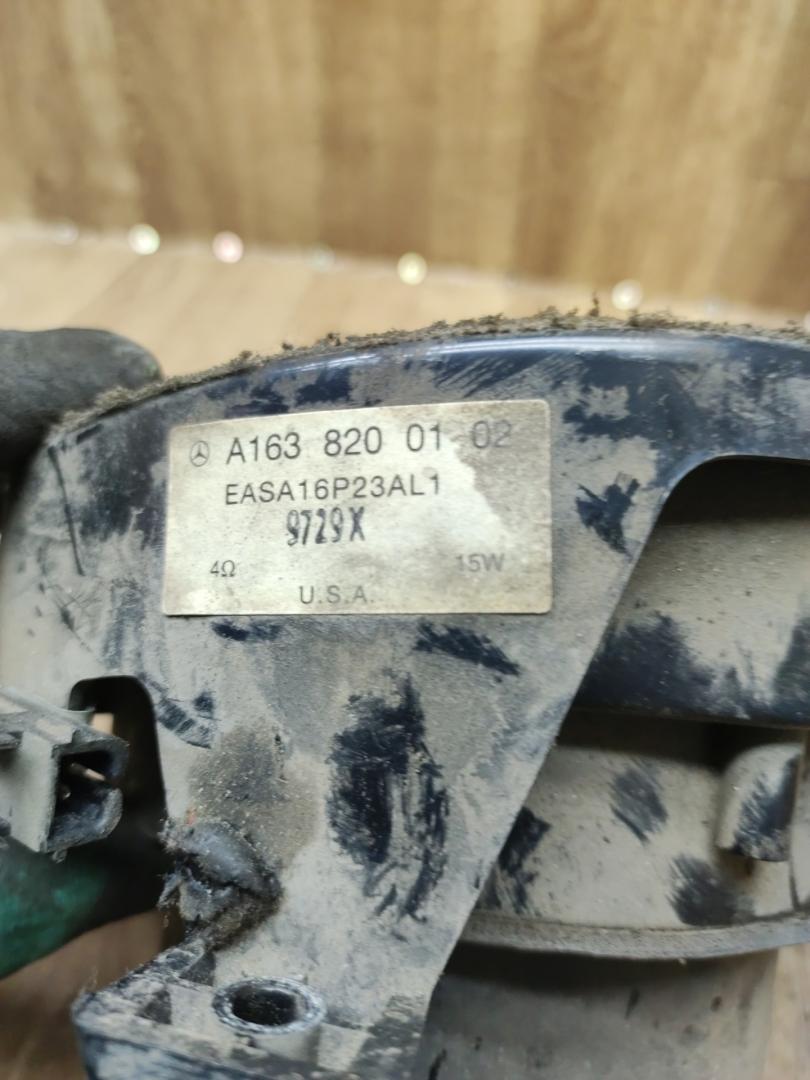 A163 820 01 02
EASA16P23AL1
9729X
4Ω 15W
U.S.A.